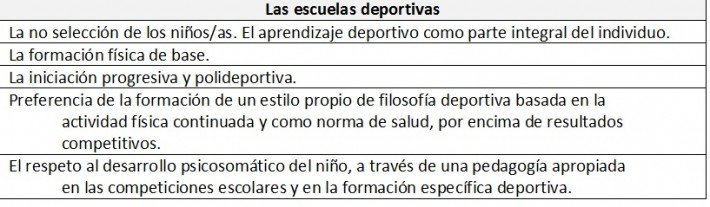 Las escuelas deportivas
La no selección de los niños/as. El aprendizaje deportivo como parte integral del individuo.
La formación física de base.
La iniciación progresiva y polideportiva.
Preferencia de la formación de un estilo propio de filosofía deportiva basada en la
actividad física continuada y como norma de salud, por encima de resultados
competitivos.
El respeto al desarrollo psicosomático del niño, a través de una pedagogía apropiada
en las competiciones escolares y en la formación específica deportiva.